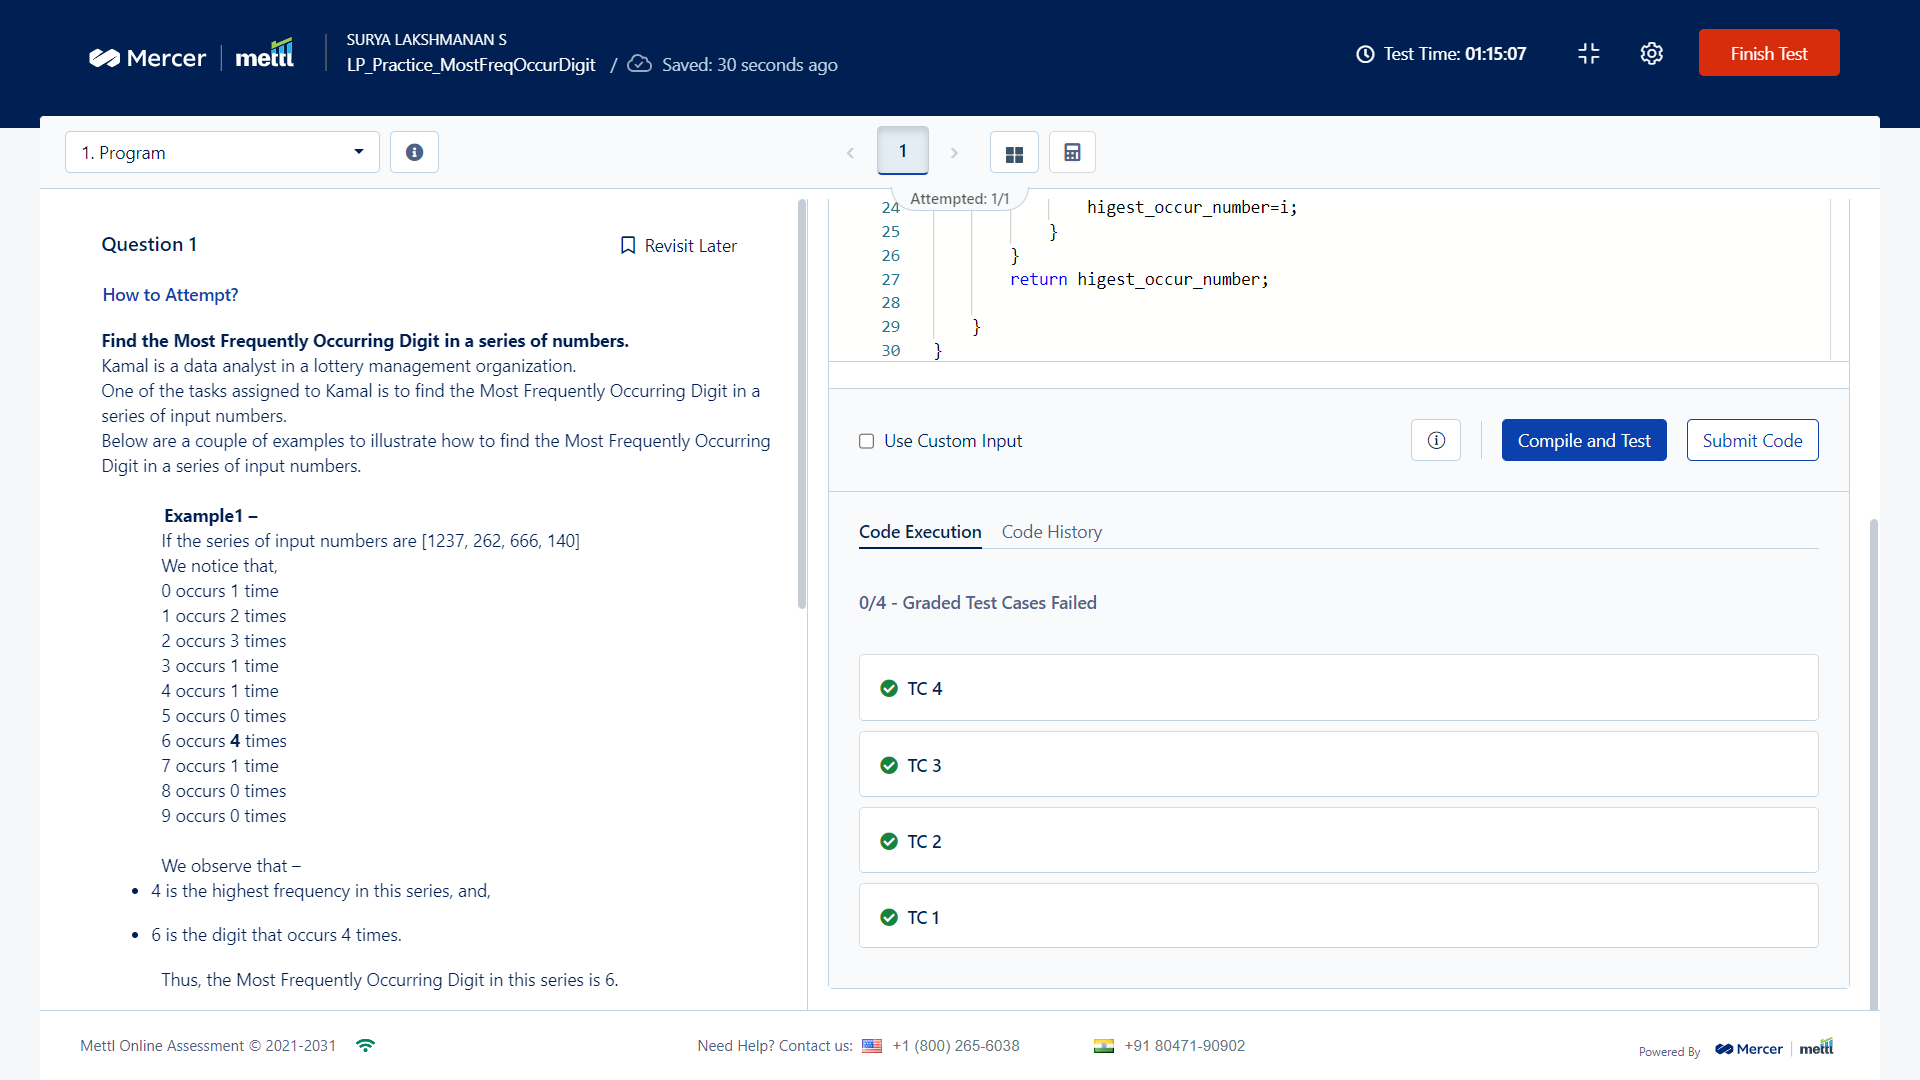 Mercer | mettl
SURYA LAKSHMANAN S
LP_Practice_MostFreqOccurDigit / Saved: 30 seconds ago
Test Time: 01:15:07
Finish Test
1. Program
1
Attempted: 1/1
Question 1
Revisit Later
How to Attempt?
Find the Most Frequently Occurring Digit in a series of numbers.
Kamal is a data analyst in a lottery management organization.
One of the tasks assigned to Kamal is to find the Most Frequently Occurring Digit in a
series of input numbers.
Below are a couple of examples to illustrate how to find the Most Frequently Occurring
Digit in a series of input numbers.
Example1 –
If the series of input numbers are [1237, 262, 666, 140]
We notice that,
0 occurs 1 time
1 occurs 2 times
2 occurs 3 times
3 occurs 1 time
4 occurs 1 time
5 occurs 0 times
6 occurs 4 times
7 occurs 1 time
8 occurs 0 times
9 occurs 0 times
We observe that –
• 4 is the highest frequency in this series, and,
• 6 is the digit that occurs 4 times.
Thus, the Most Frequently Occurring Digit in this series is 6.
24 higest_occur_number=i;
25 }
26 }
27 return higest_occur_number;
28
29 }
30 }
Use Custom Input
Compile and Test
Submit Code
Code Execution
Code History
0/4 - Graded Test Cases Failed
TC 4
TC 3
TC 2
TC 1
Mettl Online Assessment © 2021-2031
Need Help? Contact us: +1 (800) 265-6038
+91 80471-90902
Powered By Mercer | mettl